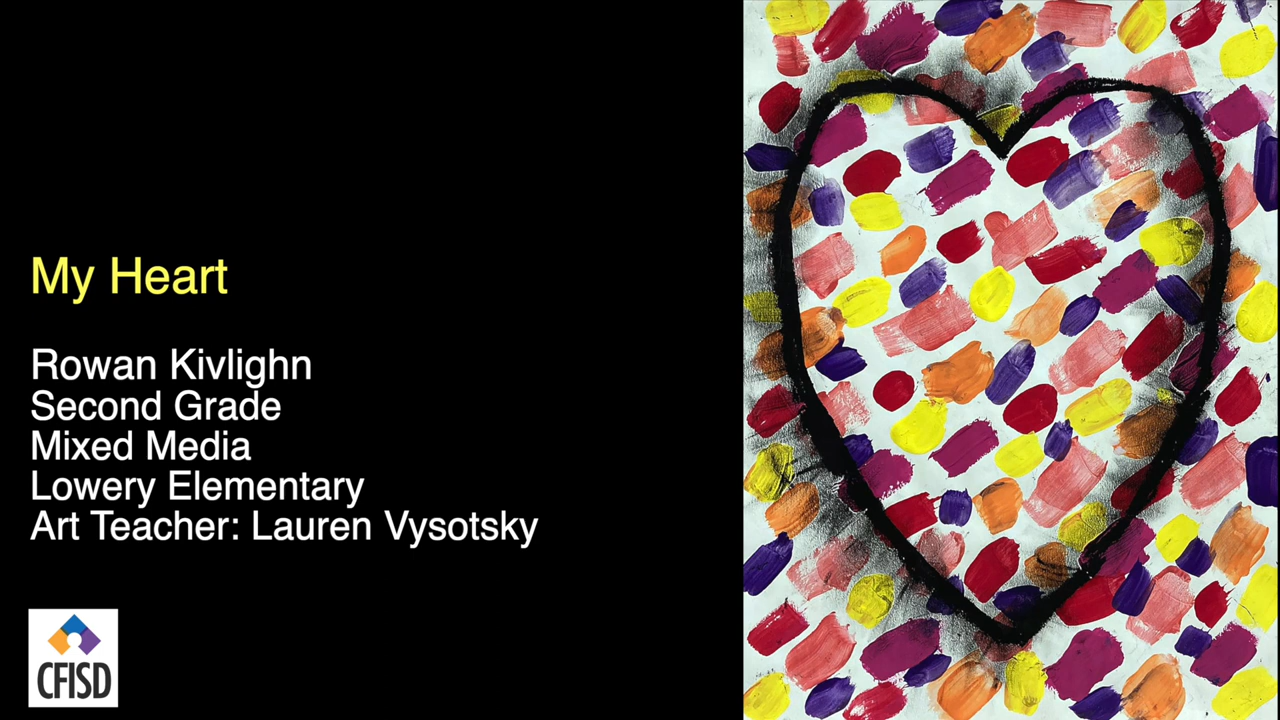 My Heart
Rowan Kivlighn
Second Grade
Mixed Media
Lowery Elementary
Art Teacher: Lauren Vysotsky
CFISD